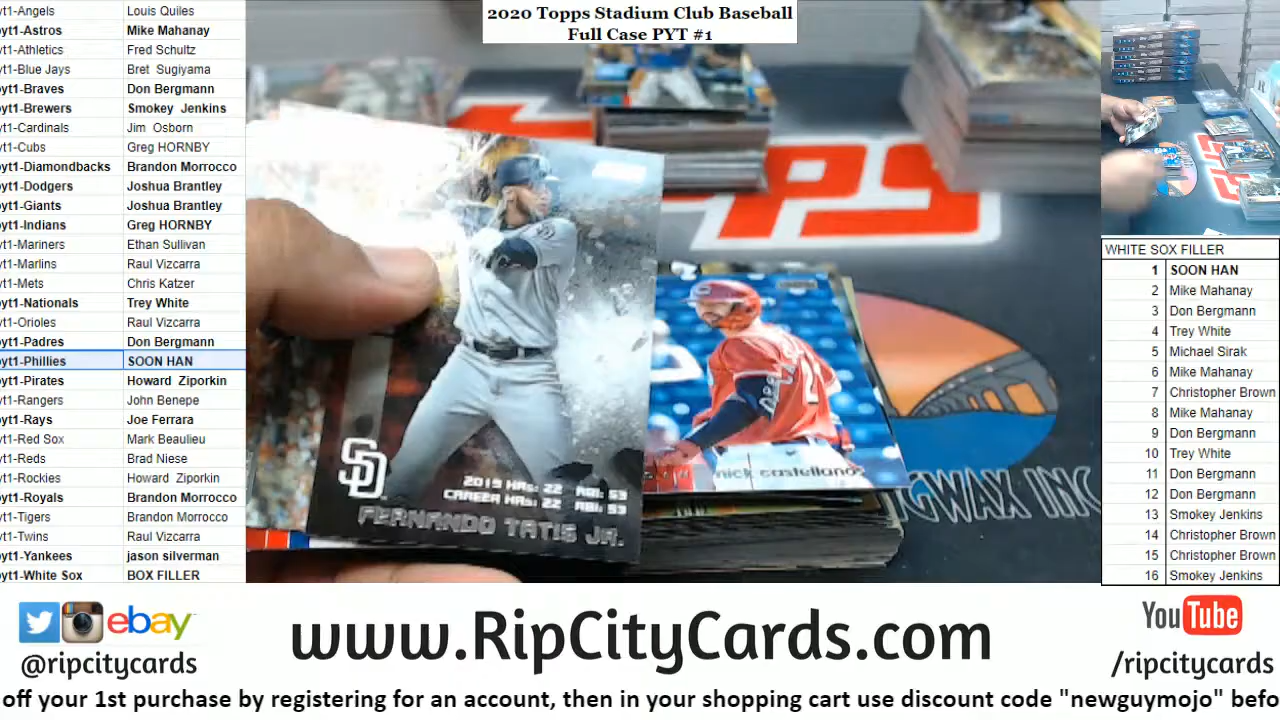 2020 Topps Stadium Club Baseball
Full Case PYT #1
yt1-Angels Louis Quiles
yt1-Astros Mike Mahanay
yt1-Athletics Fred Schultz
yt1-Blue Jays Bret Sugiyama
yt1-Braves Don Bergmann
yt1-Brewers Smokey Jenkins
yt1-Cardinals Jim Osborn
yt1-Cubs Greg HORNBY
yt1-Diamondbacks Brandon Morrocco
yt1-Dodgers Joshua Brantley
yt1-Giants Joshua Brantley
yt1-Indians Greg HORNBY
yt1-Mariners Ethan Sullivan
yt1-Marlins Raul Vizcarra
yt1-Mets Chris Katzer
yt1-Nationals Trey White
yt1-Orioles Raul Vizcarra
yt1-Padres Don Bergmann
yt1-Phillies SOON HAN
yt1-Pirates Howard Ziporkin
yt1-Rangers John Benepe
yt1-Rays Joe Ferrara
yt1-Red Sox Mark Beaulieu
yt1-Reds Brad Niese
yt1-Rockies Howard Ziporkin
yt1-Royals Brandon Morrocco
yt1-Tigers Brandon Morrocco
yt1-Twins Raul Vizcarra
yt1-Yankees jason silverman
yt1-White Sox BOX FILLER
SD
2019 HRs: 22 RBI: 53
CAREER HRs: 22 RBI: 53
FERNANDO TATIS JR.
nick castellanos
PS
GWAX INC
WHITE SOX FILLER
1 SOON HAN
2 Mike Mahanay
3 Don Bergmann
4 Trey White
5 Michael Sirak
6 Mike Mahanay
7 Christopher Brown
8 Mike Mahanay
9 Don Bergmann
10 Trey White
11 Don Bergmann
12 Don Bergmann
13 Smokey Jenkins
14 Christopher Brown
15 Christopher Brown
16 Smokey Jenkins
ebay
@ripcitycards
www.RipCityCards.com
YouTube
/ripcitycards
off your 1st purchase by registering for an account, then in your shopping cart use discount code "newguymojo" befo